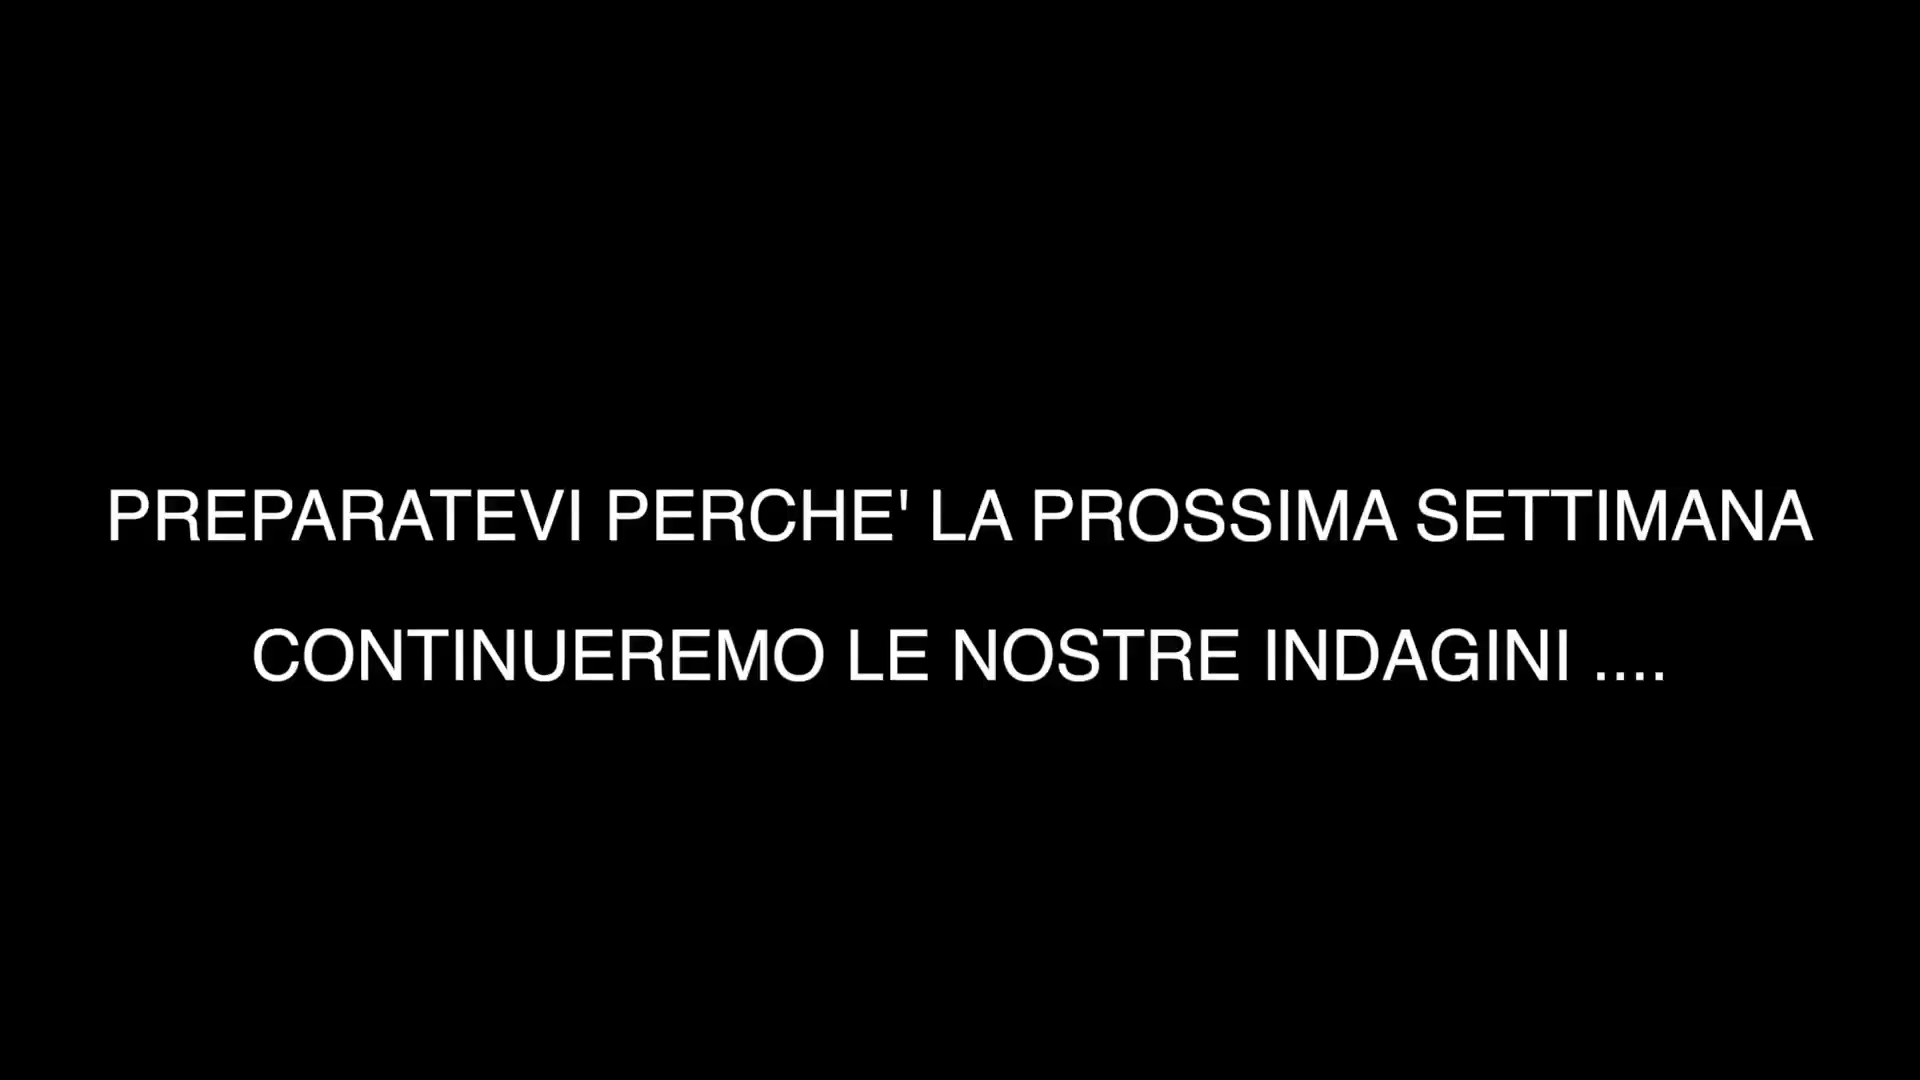 PREPARATEVI PERCHE' LA PROSSIMA SETTIMANA
CONTINUEREMO LE NOSTRE INDAGINI ....